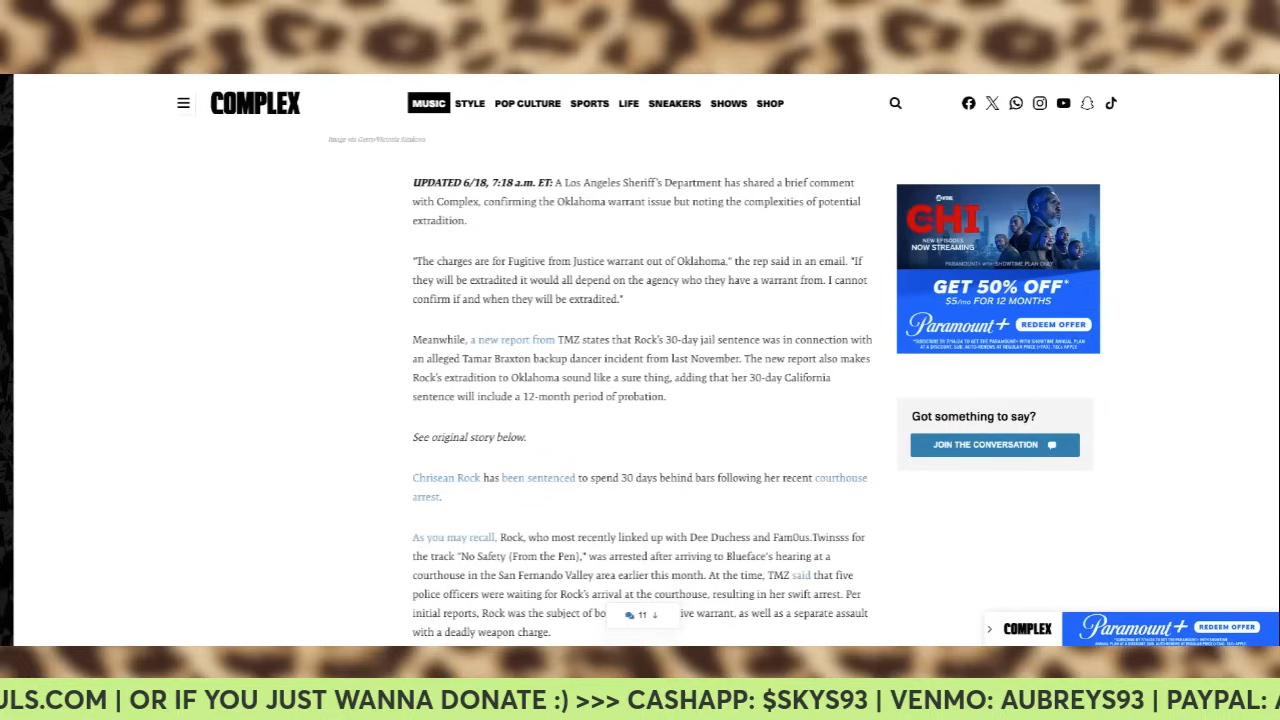 COMPLEX
MUSIC STYLE POP CULTURE SPORTS LIFE SNEAKERS SHOWS SHOP
Image via Getty/Victoria Sirakova
UPDATED 6/18, 7:18 a.m. ET: A Los Angeles Sheriff's Department has shared a brief comment
with Complex, confirming the Oklahoma warrant issue but noting the complexities of potential
extradition.
"The charges are for Fugitive from Justice warrant out of Oklahoma," the rep said in an email. "If
they will be extradited it would all depend on the agency who they have a warrant from. I cannot
confirm if and when they will be extradited."
Meanwhile, a new report from TMZ states that Rock's 30-day jail sentence was in connection with
an alleged Tamar Braxton backup dancer incident from last November. The new report also makes
Rock's extradition to Oklahoma sound like a sure thing, adding that her 30-day California
sentence will include a 12-month period of probation.
See original story below.
Chrisean Rock has been sentenced to spend 30 days behind bars following her recent courthouse
arrest.
As you may recall, Rock, who most recently linked up with Dee Duchess and Fam0us.Twinsss for
the track "No Safety (From the Pen)," was arrested after arriving to Blueface's hearing at a
courthouse in the San Fernando Valley area earlier this month. At the time, TMZ said that five
police officers were waiting for Rock's arrival at the courthouse, resulting in her swift arrest. Per
initial reports, Rock was the subject of bo ive warrant, as well as a separate assault
with a deadly weapon charge.
11
SHOWTIME
THE CHI
NEW EPISODES
NOW STREAMING
PARAMOUNT+ WITH SHOWTIME PLAN ONLY
GET 50% OFF*
$5/mo FOR 12 MONTHS
Paramount+ REDEEM OFFER
Got something to say?
JOIN THE CONVERSATION
COMPLEX
Paramount+ REDEEM OFFER
ULS.COM | OR IF YOU JUST WANNA DONATE :) >>> CASHAPP: $SKYS93 | VENMO: AUBREYS93 | PAYPAL: A